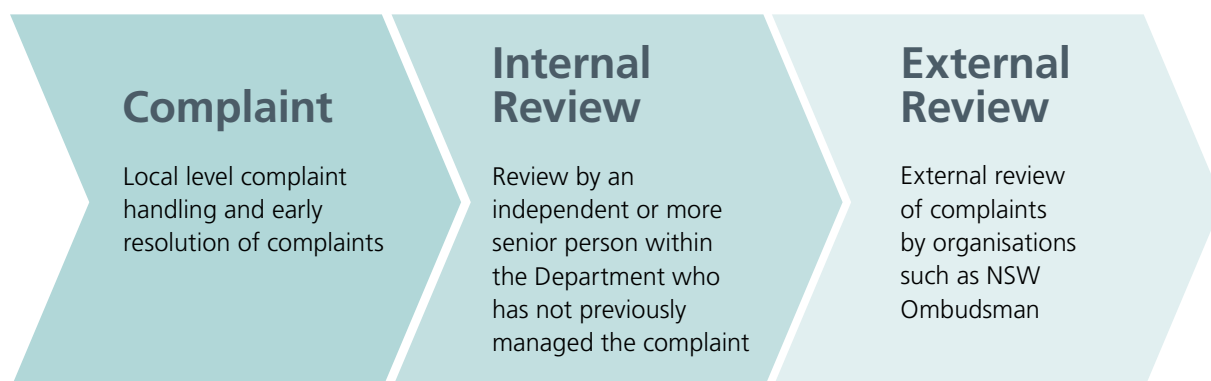 Complaint
Local level complaint
handling and early
resolution of complaints
Internal
Review
Review by an
independent or more
senior person within
the Department who
has not previously
managed the complaint
External
Review
External review
of complaints
by organisations
such as NSW
Ombudsman